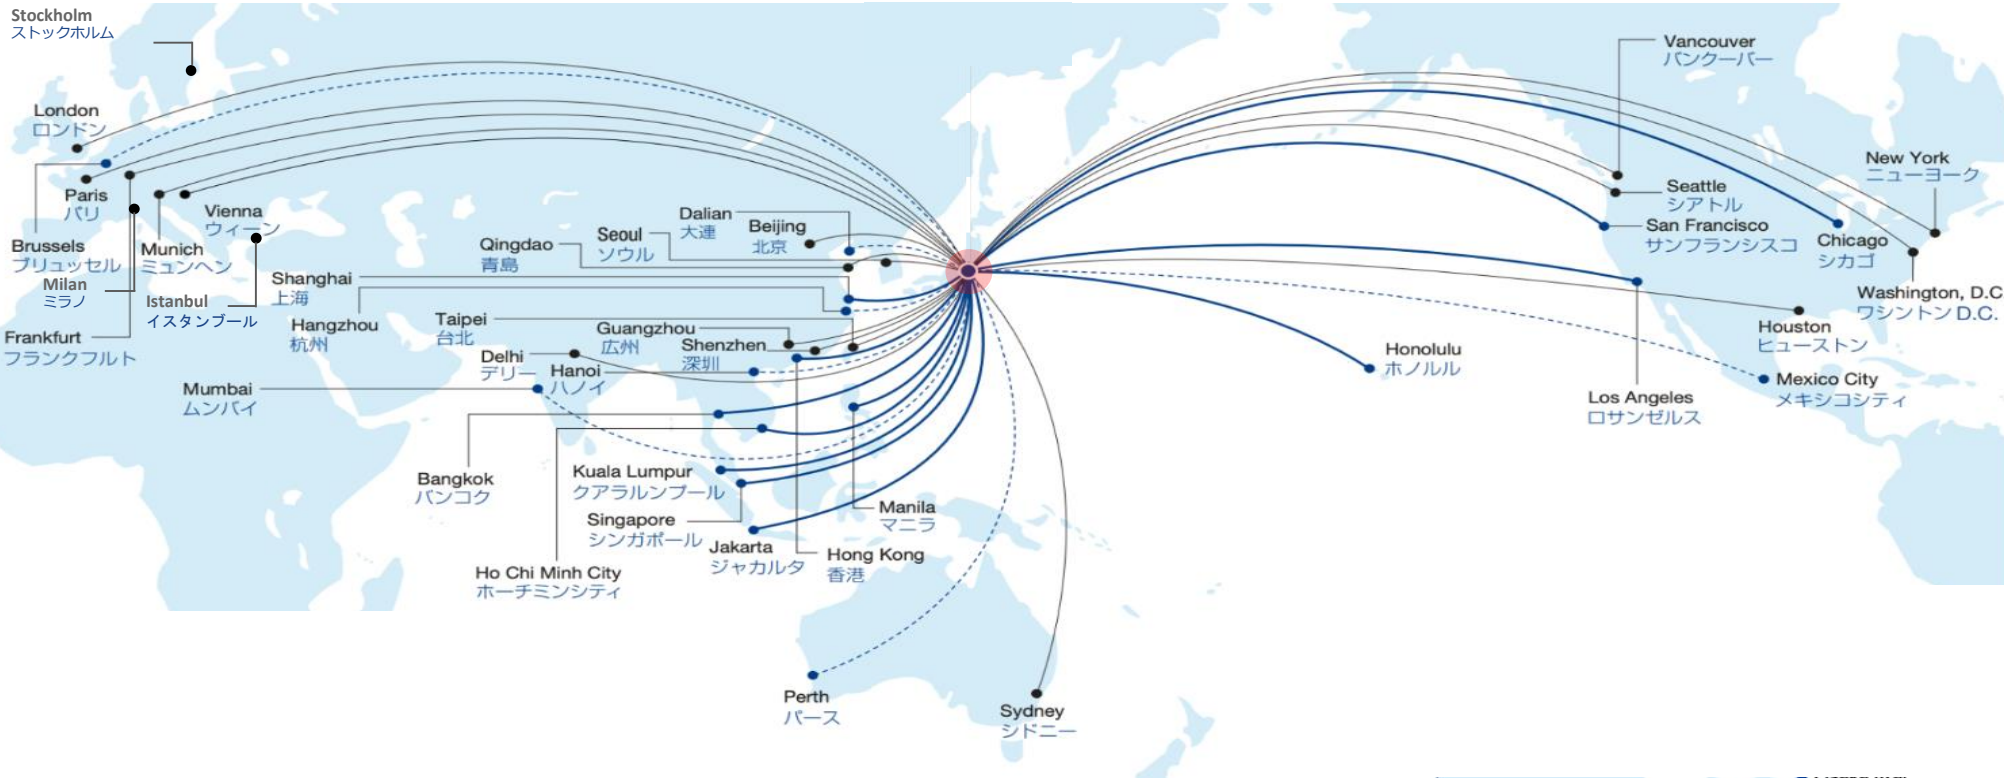 Stockholm
ストックホルム
London
ロンドン
Paris
パリ
Vienna
ウィーン
Brussels
ブリュッセル
Munich
ミュンヘン
Milan
ミラノ
Istanbul
イスタンブール
Frankfurt
フランクフルト
Shanghai
上海
Hangzhou
杭州
Qingdao
青島
Seoul
ソウル
Dalian
大連
Beijing
北京
Taipei
台北
Guangzhou
広州
Shenzhen
深圳
Delhi
デリー
Hanoi
ハノイ
Mumbai
ムンバイ
Bangkok
バンコク
Kuala Lumpur
クアラルンプール
Singapore
シンガポール
Jakarta
ジャカルタ
Ho Chi Minh City
ホーチミンシティ
Manila
マニラ
Hong Kong
香港
Perth
パース
Sydney
シドニー
Vancouver
バンクーバー
Seattle
シアトル
San Francisco
サンフランシスコ
New York
ニューヨーク
Chicago
シカゴ
Washington, D.C
ワシントン D.C.
Houston
ヒューストン
Honolulu
ホノルル
Los Angeles
ロサンゼルス
Mexico City
メキシコシティ